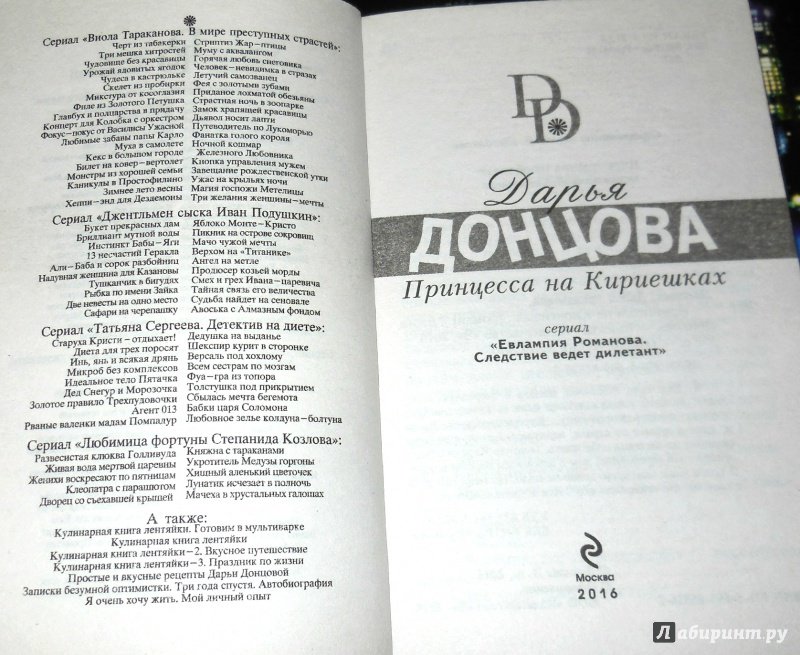 Сериал «Виола Тараканова. В мире преступных страстей»:
Черт из табакерки
Три мешка хитростей
Чудовище без красавицы
Урожай ядовитых ягодок
Чудеса в кастрюльке
Скелет из пробирки
Микстура от косоглазия
Филе из Золотого Петушка
Главбух и полцарства в придачу
Концерт для Колобка с оркестром
Фокус-покус от Василисы Ужасной
Любимые забавы папы Карло
Муха в самолете
Кекс в большом городе
Билет на ковер-вертолет
Монстры из хорошей семьи
Каникулы в Простофилино
Зимнее лето весны
Хеппи-энд для Дездемоны
Стриптиз Жар-птицы
Муму с аквалангом
Горячая любовь снеговика
Человек-невидимка в стразах
Летучий самозванец
Фея с золотыми зубами
Приданое лохматой обезьяны
Страстная ночь в зоопарке
Замок храпящей красавицы
Дьявол носит лапти
Путеводитель по Лукоморью
Фанатка голого короля
Ночной кошмар
Железного Любовника
Кнопка управления мужем
Завещание рождественской утки
Ужас на крыльях ночи
Магия госпожи Метелицы
Три желания женщины-мечты
Сериал «Джентльмен сыска Иван Подушкин»:
Букет прекрасных дам
Бриллиант мутной воды
Инстинкт Бабы-Яги
13 несчастий Геракла
Али-Баба и сорок разбойниц
Надувная женщина для Казановы
Тушканчик в бигудях
Рыбка по имени Зайка
Две невесты на одно место
Сафари на черепашку
Яблоко Монте-Кристо
Пикник на острове сокровищ
Мачо чужой мечты
Верхом на «Титанике»
Ангел на метле
Продюсер козьей морды
Смех и грех Ивана-царевича
Тайная связь его величества
Судьба найдет на сеновале
Авоська с Алмазным фондом
Сериал «Татьяна Сергеева. Детектив на диете»:
Старуха Кристи – отдыхает!
Диета для трех поросят
Инь, янь и всякая дрянь
Микроб без комплексов
Идеальное тело Пятачка
Дед Снегур и Морозочка
Золотое правило Трехпудовочки
Агент 013
Рваные валенки мадам Помпадур
Дедушка на выданье
Шекспир курит в сторонке
Версаль под хохлому
Всем сестрам по мозгам
Фуа-гра из топора
Толстушка под прикрытием
Сбылась мечта бегемота
Бабки царя Соломона
Любовное зелье колдуна-болтуна
Сериал «Любимица фортуны Степанида Козлова»:
Развесистая клюква Голливуда
Живая вода мертвой царевны
Женихи воскресают по пятницам
Клеопатра с парашютом
Дворец со съехавшей крышей
Княжна с тараканами
Укротитель Медузы горгоны
Хищный аленький цветочек
Лунатик исчезает в полночь
Мачеха в хрустальных галошах
А также:
Кулинарная книга лентяйки. Готовим в мультиварке
Кулинарная книга лентяйки
Кулинарная книга лентяйки–2. Вкусное путешествие
Кулинарная книга лентяйки–3. Праздник по жизни
Простые и вкусные рецепты Дарьи Донцовой
Записки безумной оптимистки. Три года спустя. Автобиография
Я очень хочу жить. Мой личный опыт
Дарья
ДОНЦОВА
Принцесса на Кириешках
сериал
«Евлампия Романова.
Следствие ведет дилетант»
Москва
2016
Лабиринт.ру